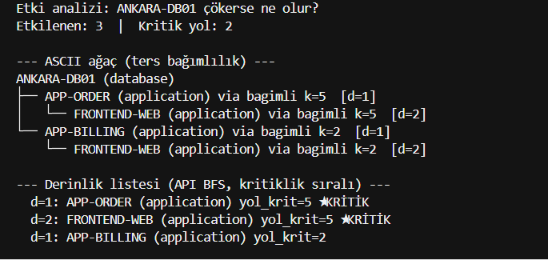 Etki analizi: ANKARA-DB01 çökerse ne olur?
Etkilenen: 3  |  Kritik yol: 2

--- ASCII ağaç (ters bağımlılık) ---
ANKARA-DB01 (database)
├── APP-ORDER (application) via bagimli k=5  [d=1]
│   └── FRONTEND-WEB (application) via bagimli k=5  [d=2]
└── APP-BILLING (application) via bagimli k=2  [d=1]
    └── FRONTEND-WEB (application) via bagimli k=2  [d=2]

--- Derinlik listesi (API BFS, kritiklik sıralı) ---
  d=1: APP-ORDER (application) yol_krit=5 ★KRİTİK
  d=2: FRONTEND-WEB (application) yol_krit=5 ★KRİTİK
  d=1: APP-BILLING (application) yol_krit=2